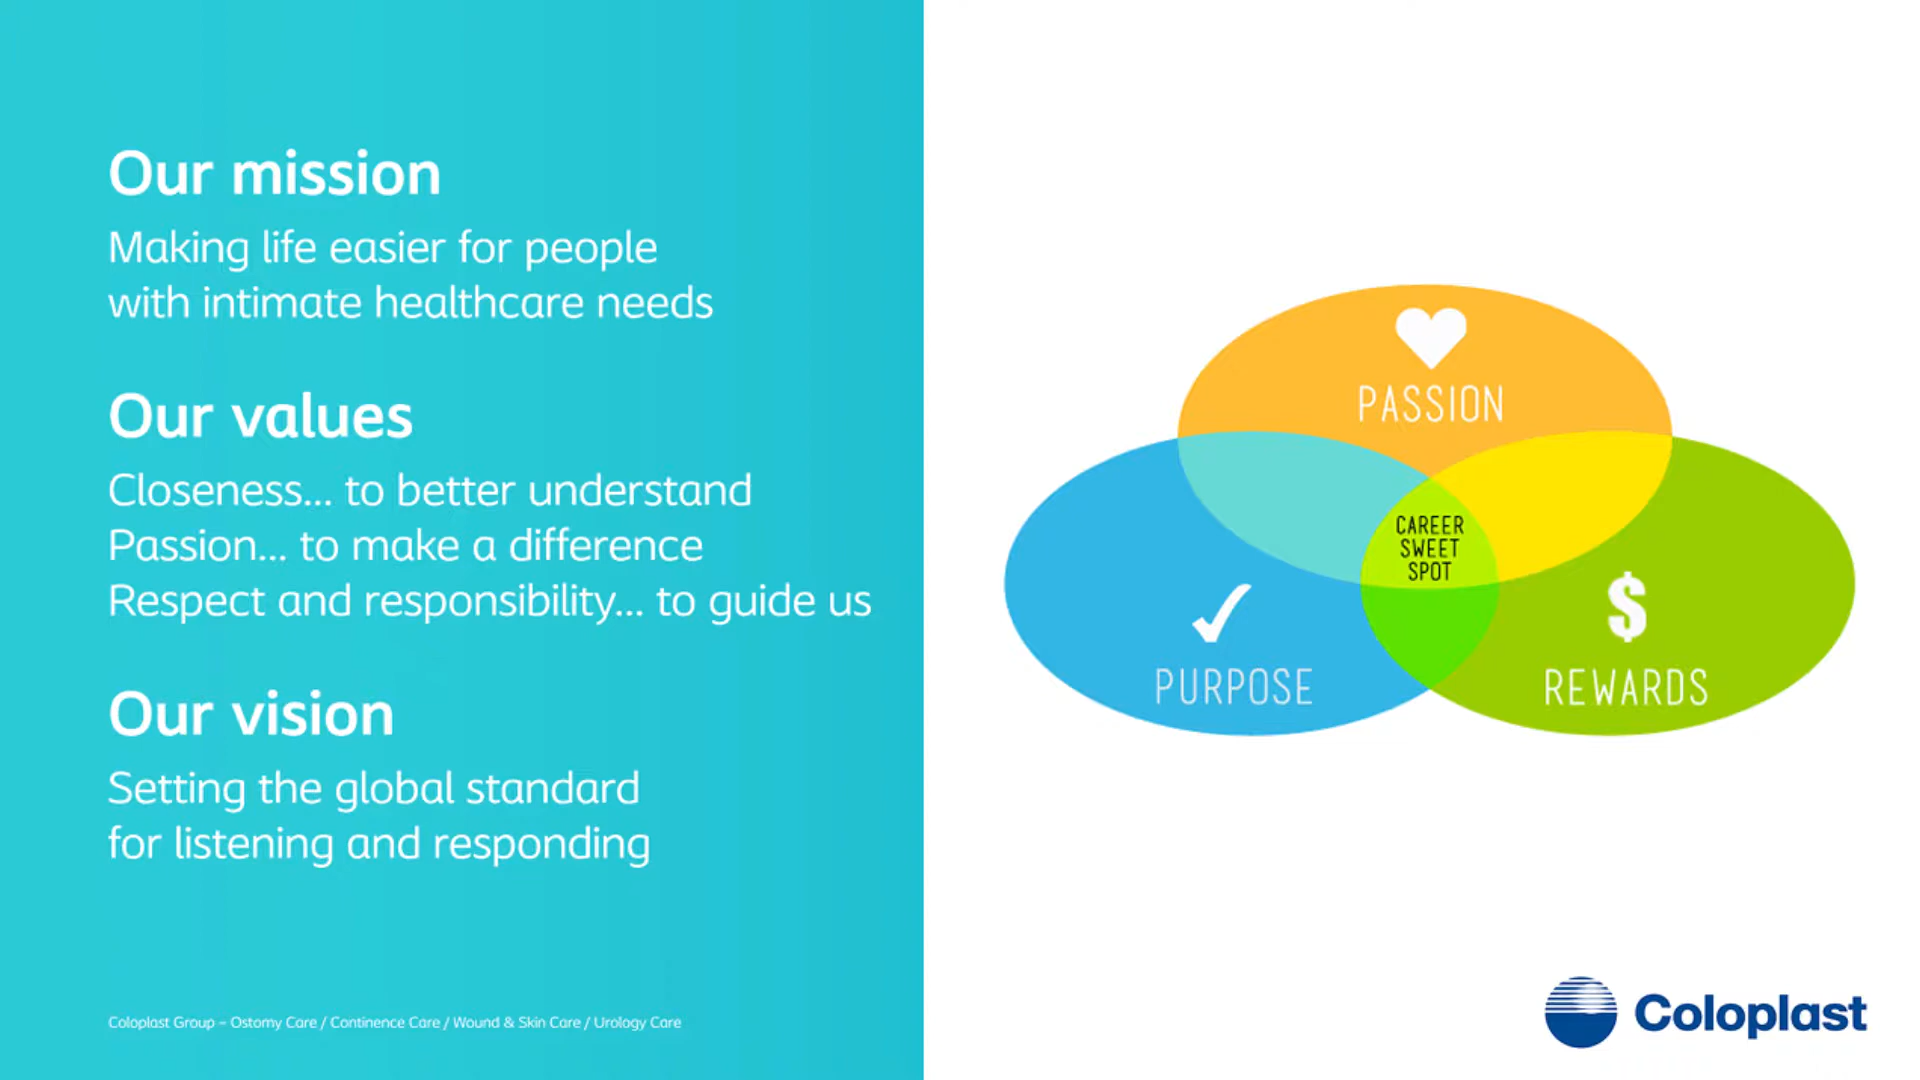 Our mission
Making life easier for people
with intimate healthcare needs
Our values
Closeness... to better understand
Passion... to make a difference
Respect and responsibility... to guide us
Our vision
Setting the global standard
for listening and responding
Coloplast Group – Ostomy Care / Continence Care / Wound & Skin Care / Urology Care
PASSION
CAREER
SWEET
SPOT
PURPOSE
$
REWARDS
Coloplast